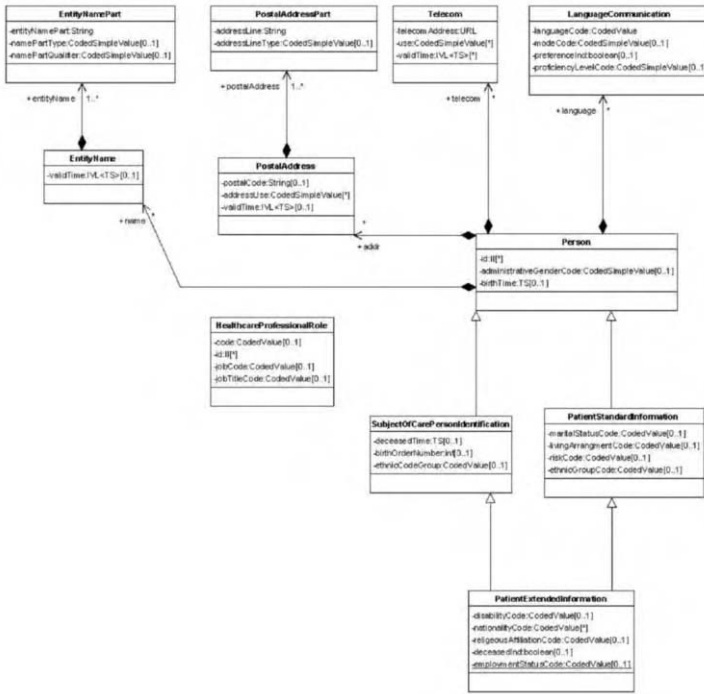 EntityNamePart
-entityNamePart:String
-namePartType:CodedSimpleValue[0..1]
-namePartQualifier:CodedSimpleValue[0..1]
PostalAddressPart
-addressLine:String
-addressLineType:CodedSimpleValue[0..1]
Telecom
-telecomAddress:URL
-use:CodedSimpleValue[*]
-validTime:IVL<TS>[*]
LanguageCommunication
-languageCode:CodedValue
-modeCode:CodedSimpleValue[0..1]
-preferenceInd:boolean[0..1]
-proficiencyLevelCode:CodedSimpleValue[0..1
+entityName 1..*
+postalAddress 1..*
+telecom *
+language *
EntityName
-validTime:IVL<TS>[0..1]
PostalAddress
-postalCode:String[0..1]
-addressUse:CodedSimpleValue[*]
-validTime:IVL<TS>[0..1]
+name *
*
+addr
Person
-id:II[*]
-administrativeGenderCode:CodedSimpleValue[0..1]
-birthTime:TS[0..1]
HealthcareProfessionalRole
-code:CodedValue[0..1]
-id:II[*]
-jobCode:CodedValue[0..1]
-jobTitleCode:CodedValue[0..1]
SubjectOfCarePersonIdentification
-deceasedTime:TS[0..1]
-birthOrderNumber:int[0..1]
-ethnicCodeGroup:CodedValue[0..1]
PatientStandardInformation
-maritalStatusCode:CodedValue[0..1]
-livingArrangmentCode:CodedValue[0..1]
-riskCode:CodedValue[0..1]
-ethnicGroupCode:CodedValue[0..1]
PatientExtendedInformation
-disabilityCode:CodedValue[0..1]
-nationalityCode:CodedValue[*]
-religeousAffiliationCode:CodedValue[0..1]
-deceasedInd:boolean[0..1]
-employmentStatusCode:CodedValue[0..1]